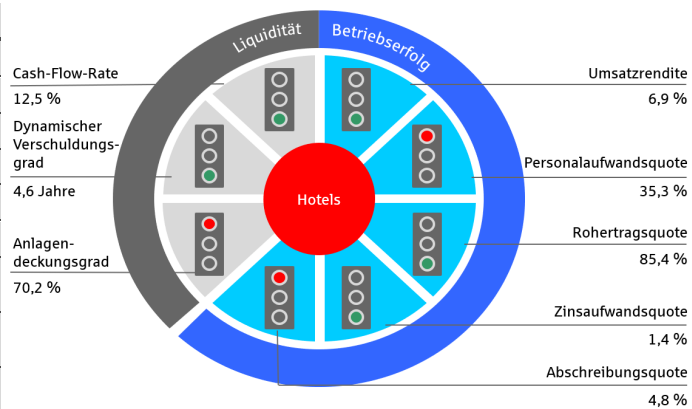 Liquidität
Betriebserfolg
Cash-Flow-Rate
12,5 %
Dynamischer
Verschuldungs-
grad
4,6 Jahre
Anlagen-
deckungsgrad
70,2 %
Hotels
Umsatzrendite
6,9 %
Personalaufwandsquote
35,3 %
Rohertragsquote
85,4 %
Zinsaufwandsquote
1,4 %
Abschreibungsquote
4,8 %